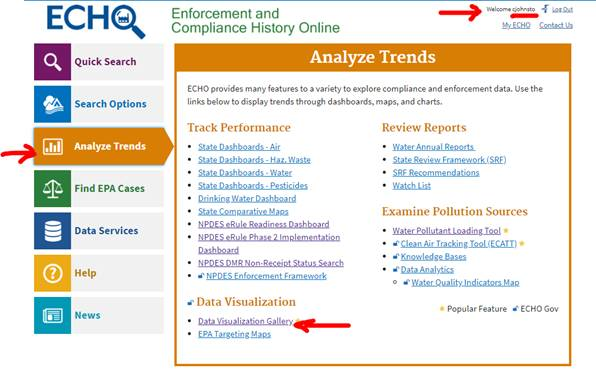 ECHO
Enforcement and
Compliance History Online
Welcome cjohnsto Log Out
My ECHO Contact Us
Quick Search
Search Options
Analyze Trends
Find EPA Cases
Data Services
Help
News
Analyze Trends
ECHO provides many features to a variety to explore compliance and enforcement data. Use the
links below to display trends through dashboards, maps, and charts.
Track Performance
State Dashboards - Air
State Dashboards - Haz. Waste
State Dashboards - Water
State Dashboards - Pesticides
Drinking Water Dashboard
State Comparative Maps
NPDES eRule Readiness Dashboard
NPDES eRule Phase 2 Implementation
Dashboard
NPDES DMR Non-Receipt Status Search
NPDES Enforcement Framework
Data Visualization
Data Visualization Gallery
EPA Targeting Maps
Review Reports
Water Annual Reports
State Review Framework (SRF)
SRF Recommendations
Watch List
Examine Pollution Sources
Water Pollutant Loading Tool
Clean Air Tracking Tool (ECATT)
Knowledge Bases
Data Analytics
Water Quality Indicators Map
Popular Feature ECHO Gov